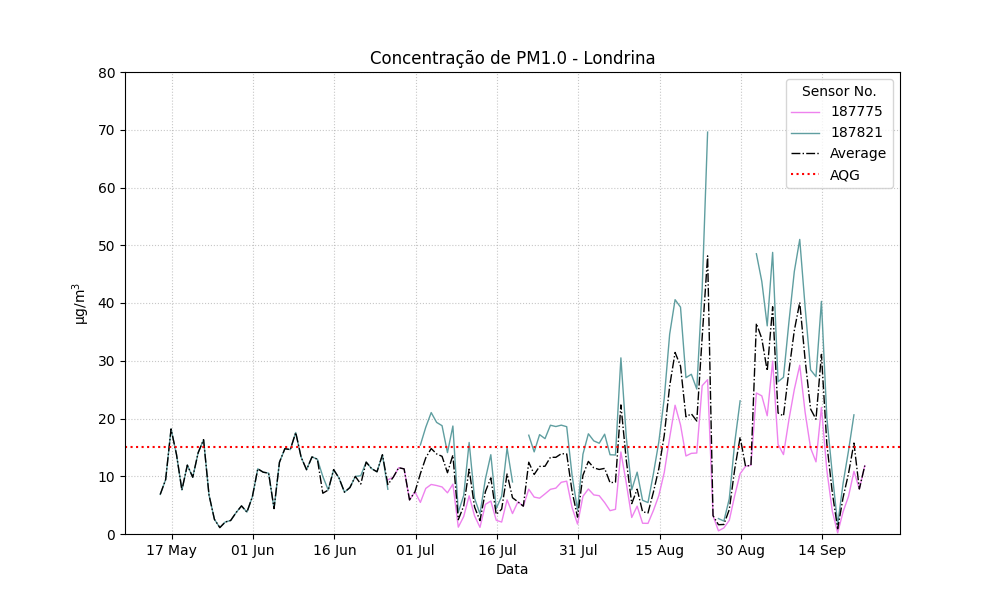 Concentração de PM1.0 - Londrina
80
70
60
50
40
30
20
10
0
µg/m³
Sensor No.
187775
187821
Average
AQG
17 May
01 Jun
16 Jun
01 Jul
16 Jul
31 Jul
15 Aug
30 Aug
14 Sep
Data